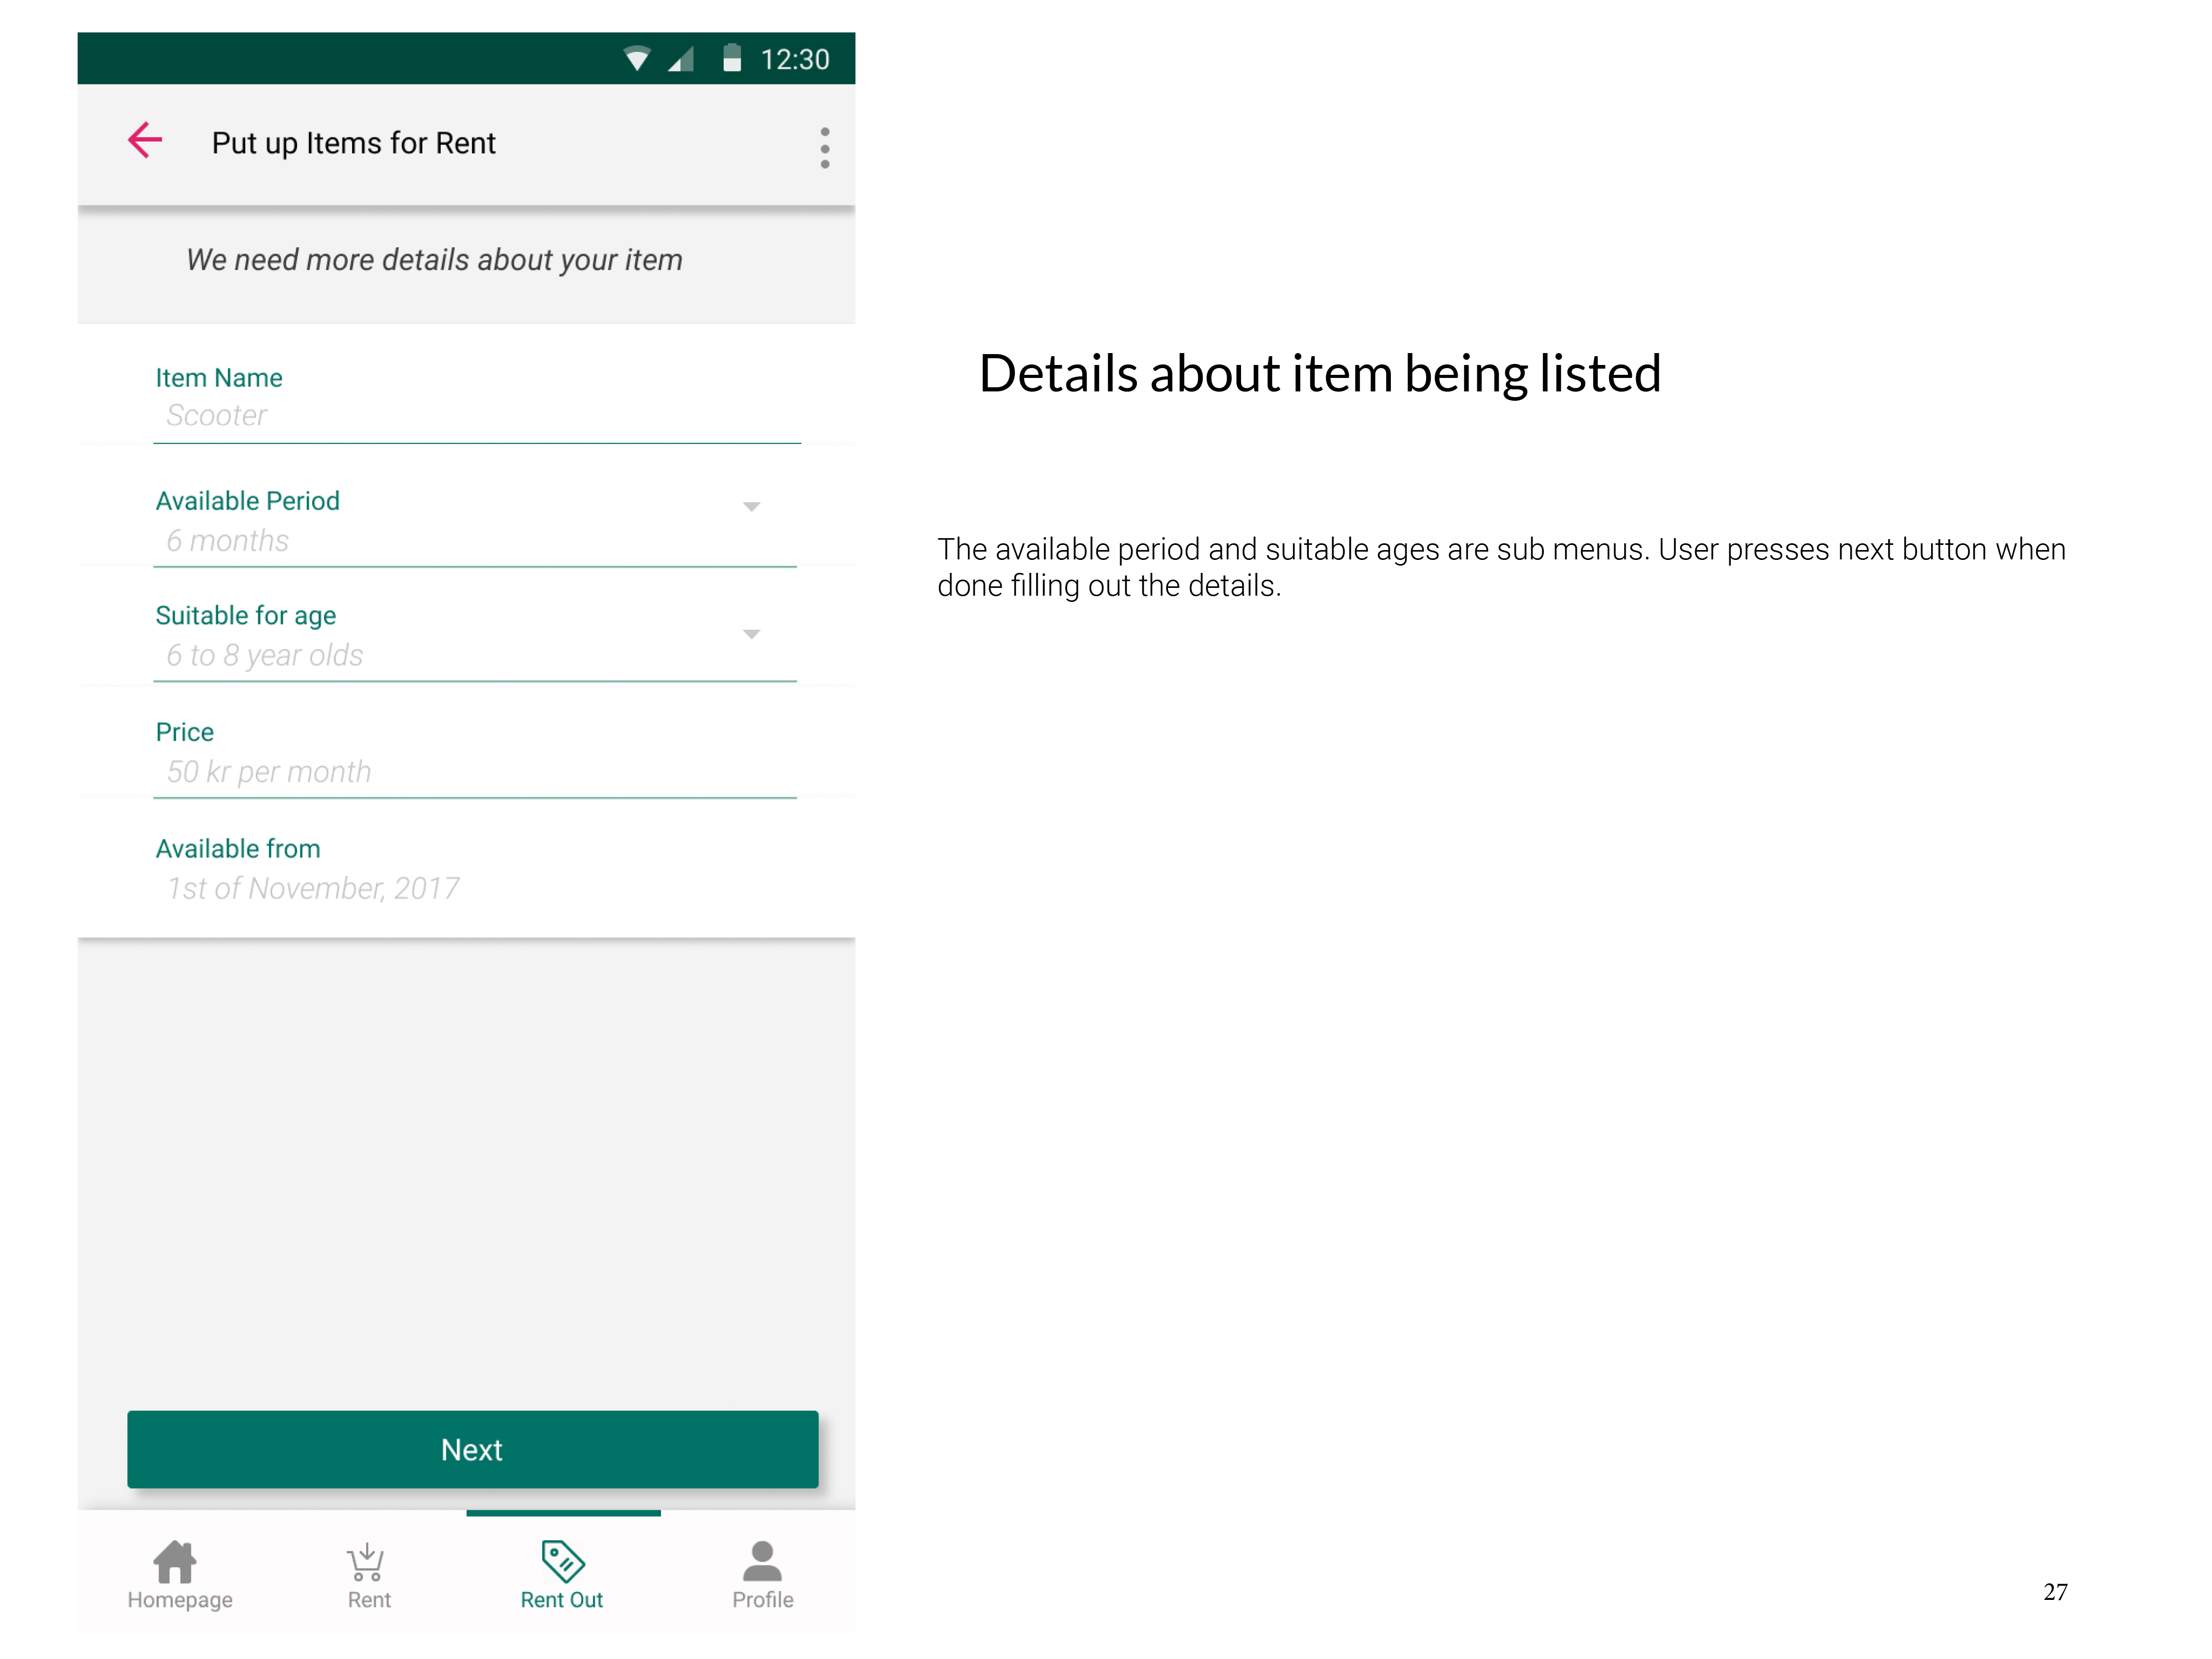 12:30
Put up Items for Rent
We need more details about your item
Item Name
Scooter
Available Period
6 months
Suitable for age
6 to 8 year olds
Price
50 kr per month
Available from
1st of November, 2017
Next
Homepage
Rent
Rent Out
Profile
Details about item being listed
The available period and suitable ages are sub menus. User presses next button when
done filling out the details.
27